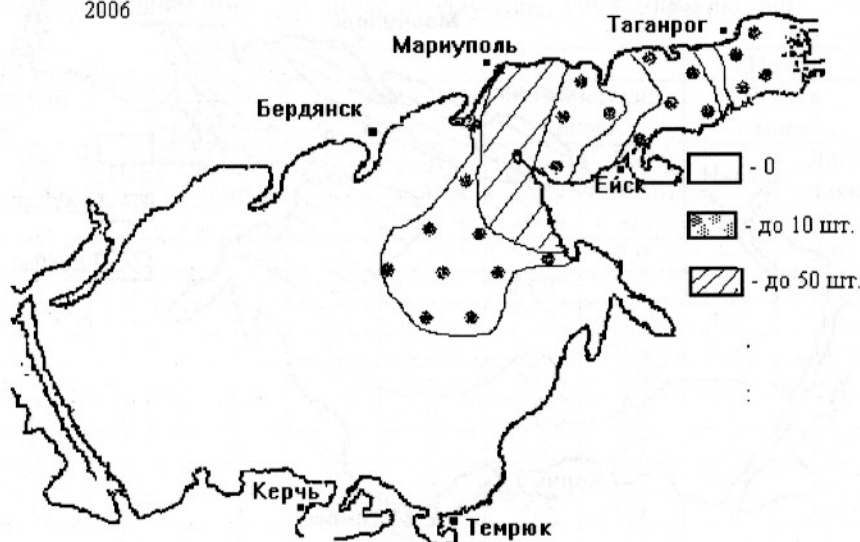 2006
Таганрог
Мариуполь
Бердянск
Ейск
- 0
- до 10 шт.
- до 50 шт.
Керчь
Темрюк